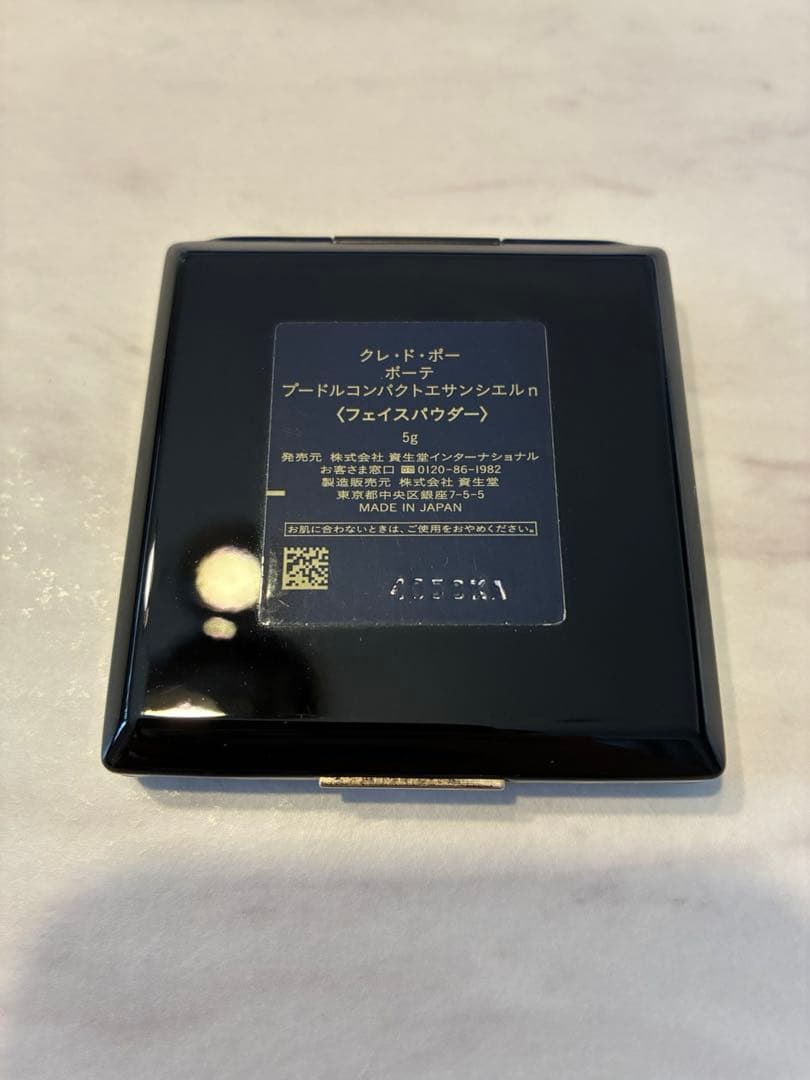 クレ・ド・ポー
ボーテ
プードルコンパクトエサンシエルn
〈フェイスパウダー〉
5g
発売元 株式会社 資生堂インターナショナル
お客さま窓口 0120-86-1982
製造販売元 株式会社 資生堂
東京都中央区銀座7-5-5
MADE IN JAPAN
お肌に合わないときは、ご使用をおやめください。